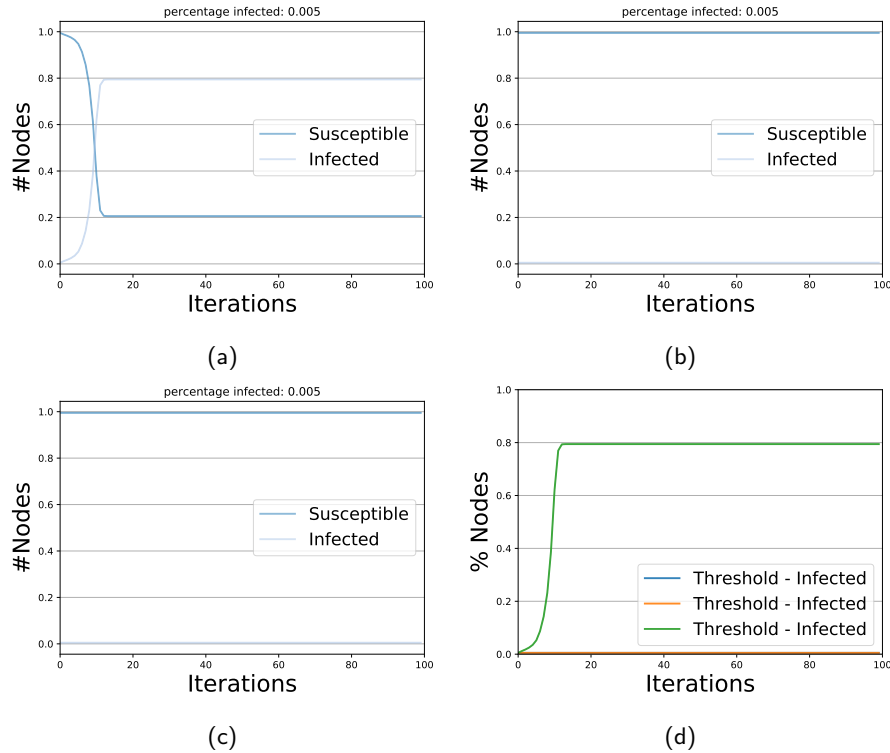 percentage infected: 0.005
1.0
0.8
0.6
0.4
0.2
0.0
#Nodes
Susceptible
Infected
0 20 40 60 80 100
Iterations
(a)
percentage infected: 0.005
1.0
0.8
0.6
0.4
0.2
0.0
#Nodes
Susceptible
Infected
0 20 40 60 80 100
Iterations
(b)
percentage infected: 0.005
1.0
0.8
0.6
0.4
0.2
0.0
#Nodes
Susceptible
Infected
0 20 40 60 80 100
Iterations
(c)
1.0
0.8
0.6
0.4
0.2
0.0
% Nodes
Threshold - Infected
Threshold - Infected
Threshold - Infected
0 20 40 60 80 100
Iterations
(d)